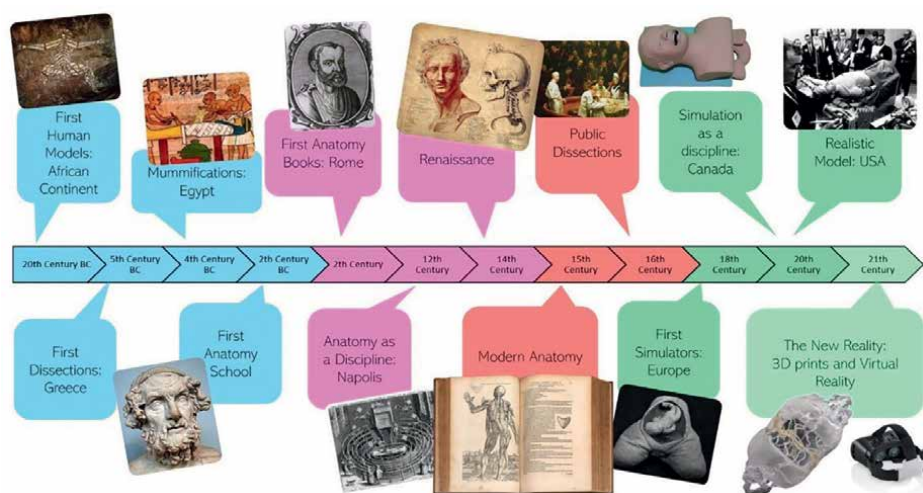 First
Human
Models:
African
Continent
Mummifications:
Egypt
First Anatomy
Books: Rome
Renaissance
Public
Dissections
Simulation
as a
discipline:
Canada
Realistic
Model: USA
20th Century BC
5th Century
BC
4th Century
BC
2th Century
BC
2th Century
12th
Century
14th
Century
15th
Century
16th
Century
18th
Century
20th
Century
21th
Century
First
Dissections:
Greece
First
Anatomy
School
Anatomy as
a Discipline:
Napolis
Modern Anatomy
First
Simulators:
Europe
The New Reality:
3D prints and Virtual
Reality